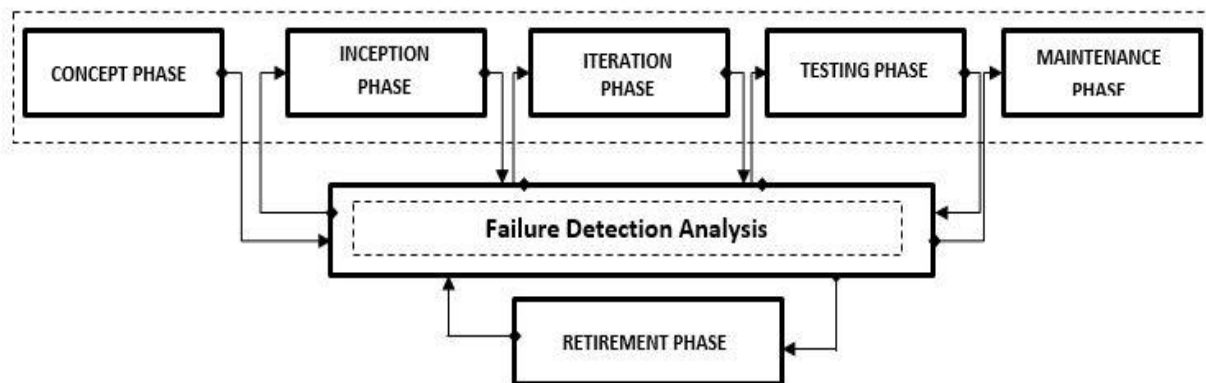 CONCEPT PHASE
INCEPTION
PHASE
ITERATION
PHASE
TESTING PHASE
MAINTENANCE
PHASE
Failure Detection Analysis
RETIREMENT PHASE